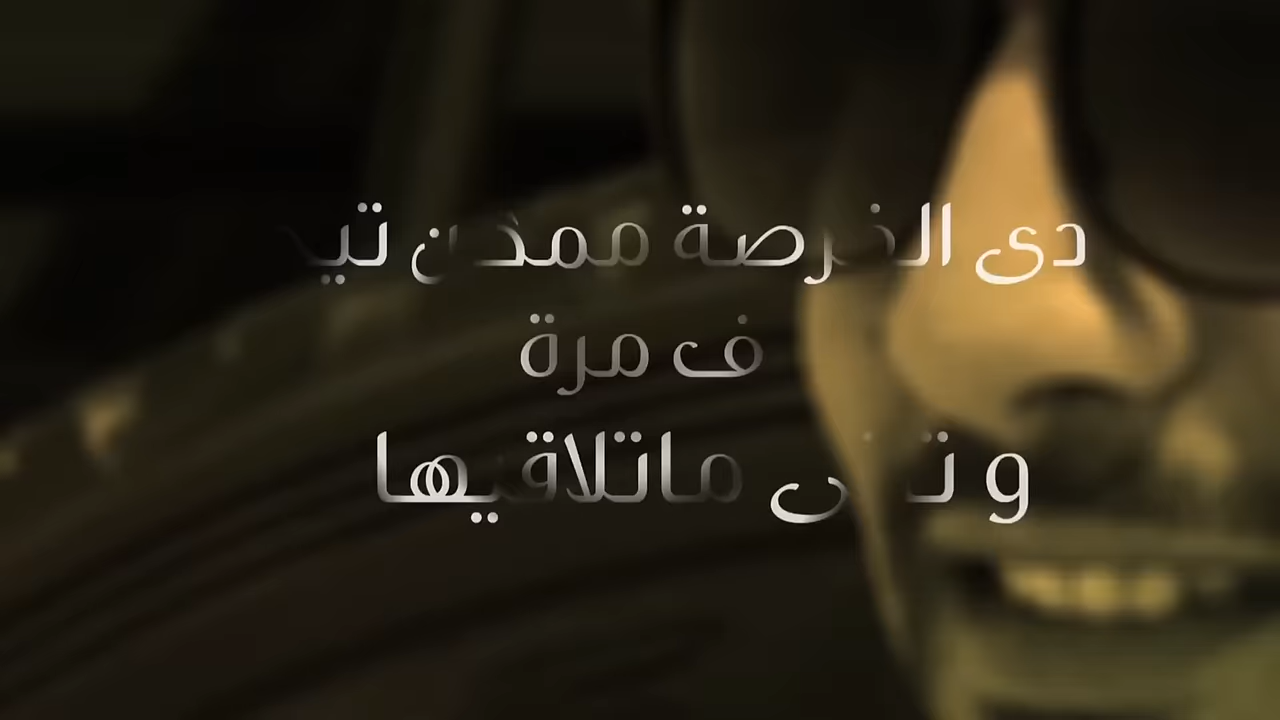 دى الفرصة ممكن
ف مرة
و ماتلاقيها